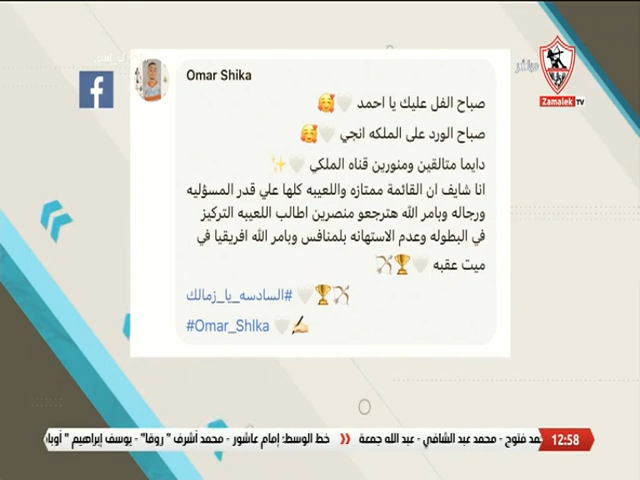 مباشر
Zamalek TV
Omar Shika
صباح الفل عليك يا احمد 🤍🥰
صباح الورد على الملكه انجي 🤍🥰
دايما متالقين ومنورين قناه الملكي 🤍✨
انا شايف ان القائمة ممتازه واللعيبه كلها علي قدر المسؤليه
ورجاله وبامر الله هترجعو منصرين اطالب اللعيبه التركيز
في البطوله وعدم الاستهانه بلمنافس وبامر الله افريقيا في
ميت عقبه 🤍🏆🏹
#السادسه_يا_زمالك 🤍🏆🏹
#Omar_ShIka 🤍✍🏻
12:58 مد فتوح - محمد عبد الشافي - عبد الله جمعة » خط الوسط: إمام عاشور - محمد أشرف " روقا" - يوسف إبراهيم " أوبا